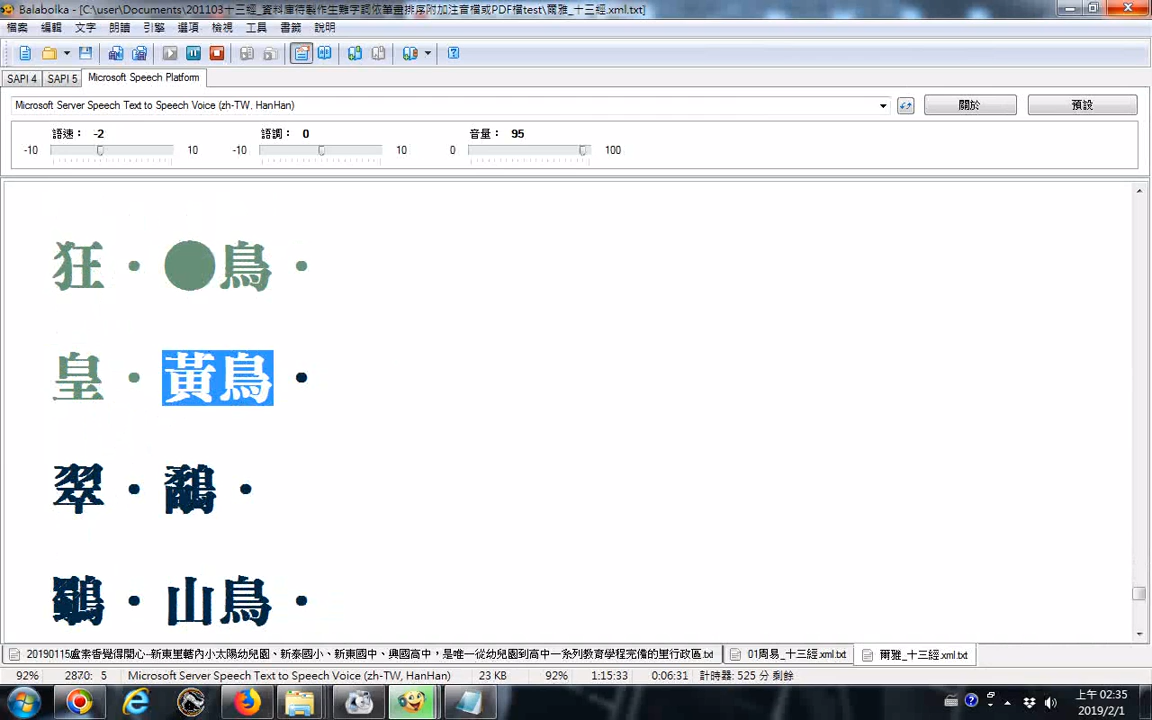 Balabolka - [C:\user\Documents\201103十三經_資料庫待製作生難字詞依筆畫排序附加注音檔或PDF檔test\爾雅_十三經.xml.txt]
檔案 編輯 文字 朗讀 引擎 選項 檢視 工具 書籤 說明
SAPI 4 SAPI 5 Microsoft Speech Platform
Microsoft Server Speech Text to Speech Voice (zh-TW, HanHan) 關於 預設
語速： -2 語調： 0 音量： 95
-10 10 -10 10 0 100
狂・●鳥・
皇・黃鳥・
翠・鷸・
山鳥・
20190115盧素香覺得開心--新東里轄內小太陽幼兒園、新泰國小、新東國中、興國高中，是唯一從幼兒園到高中一系列教育學程完備的里行政區.txt 01周易_十三經.xml.txt 爾雅_十三經.xml.txt
92% 2870: 5 Microsoft Server Speech Text to Speech Voice (zh-TW, HanHan) 23 KB 92% 1:15:33 0:06:31 計時器: 525 分 剩餘
上午 02:35
2019/2/1